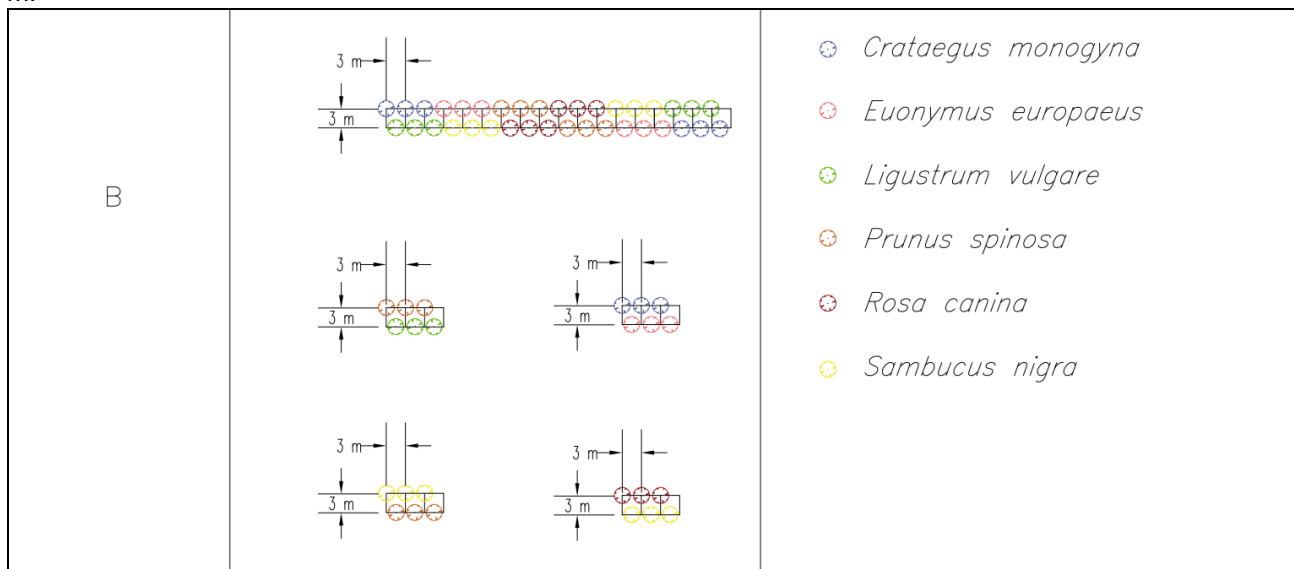 B
3 m
3 m
3 m
3 m
3 m
3 m
3 m
3 m
3 m
3 m
Crataegus monogyna
Euonymus europaeus
Ligustrum vulgare
Prunus spinosa
Rosa canina
Sambucus nigra